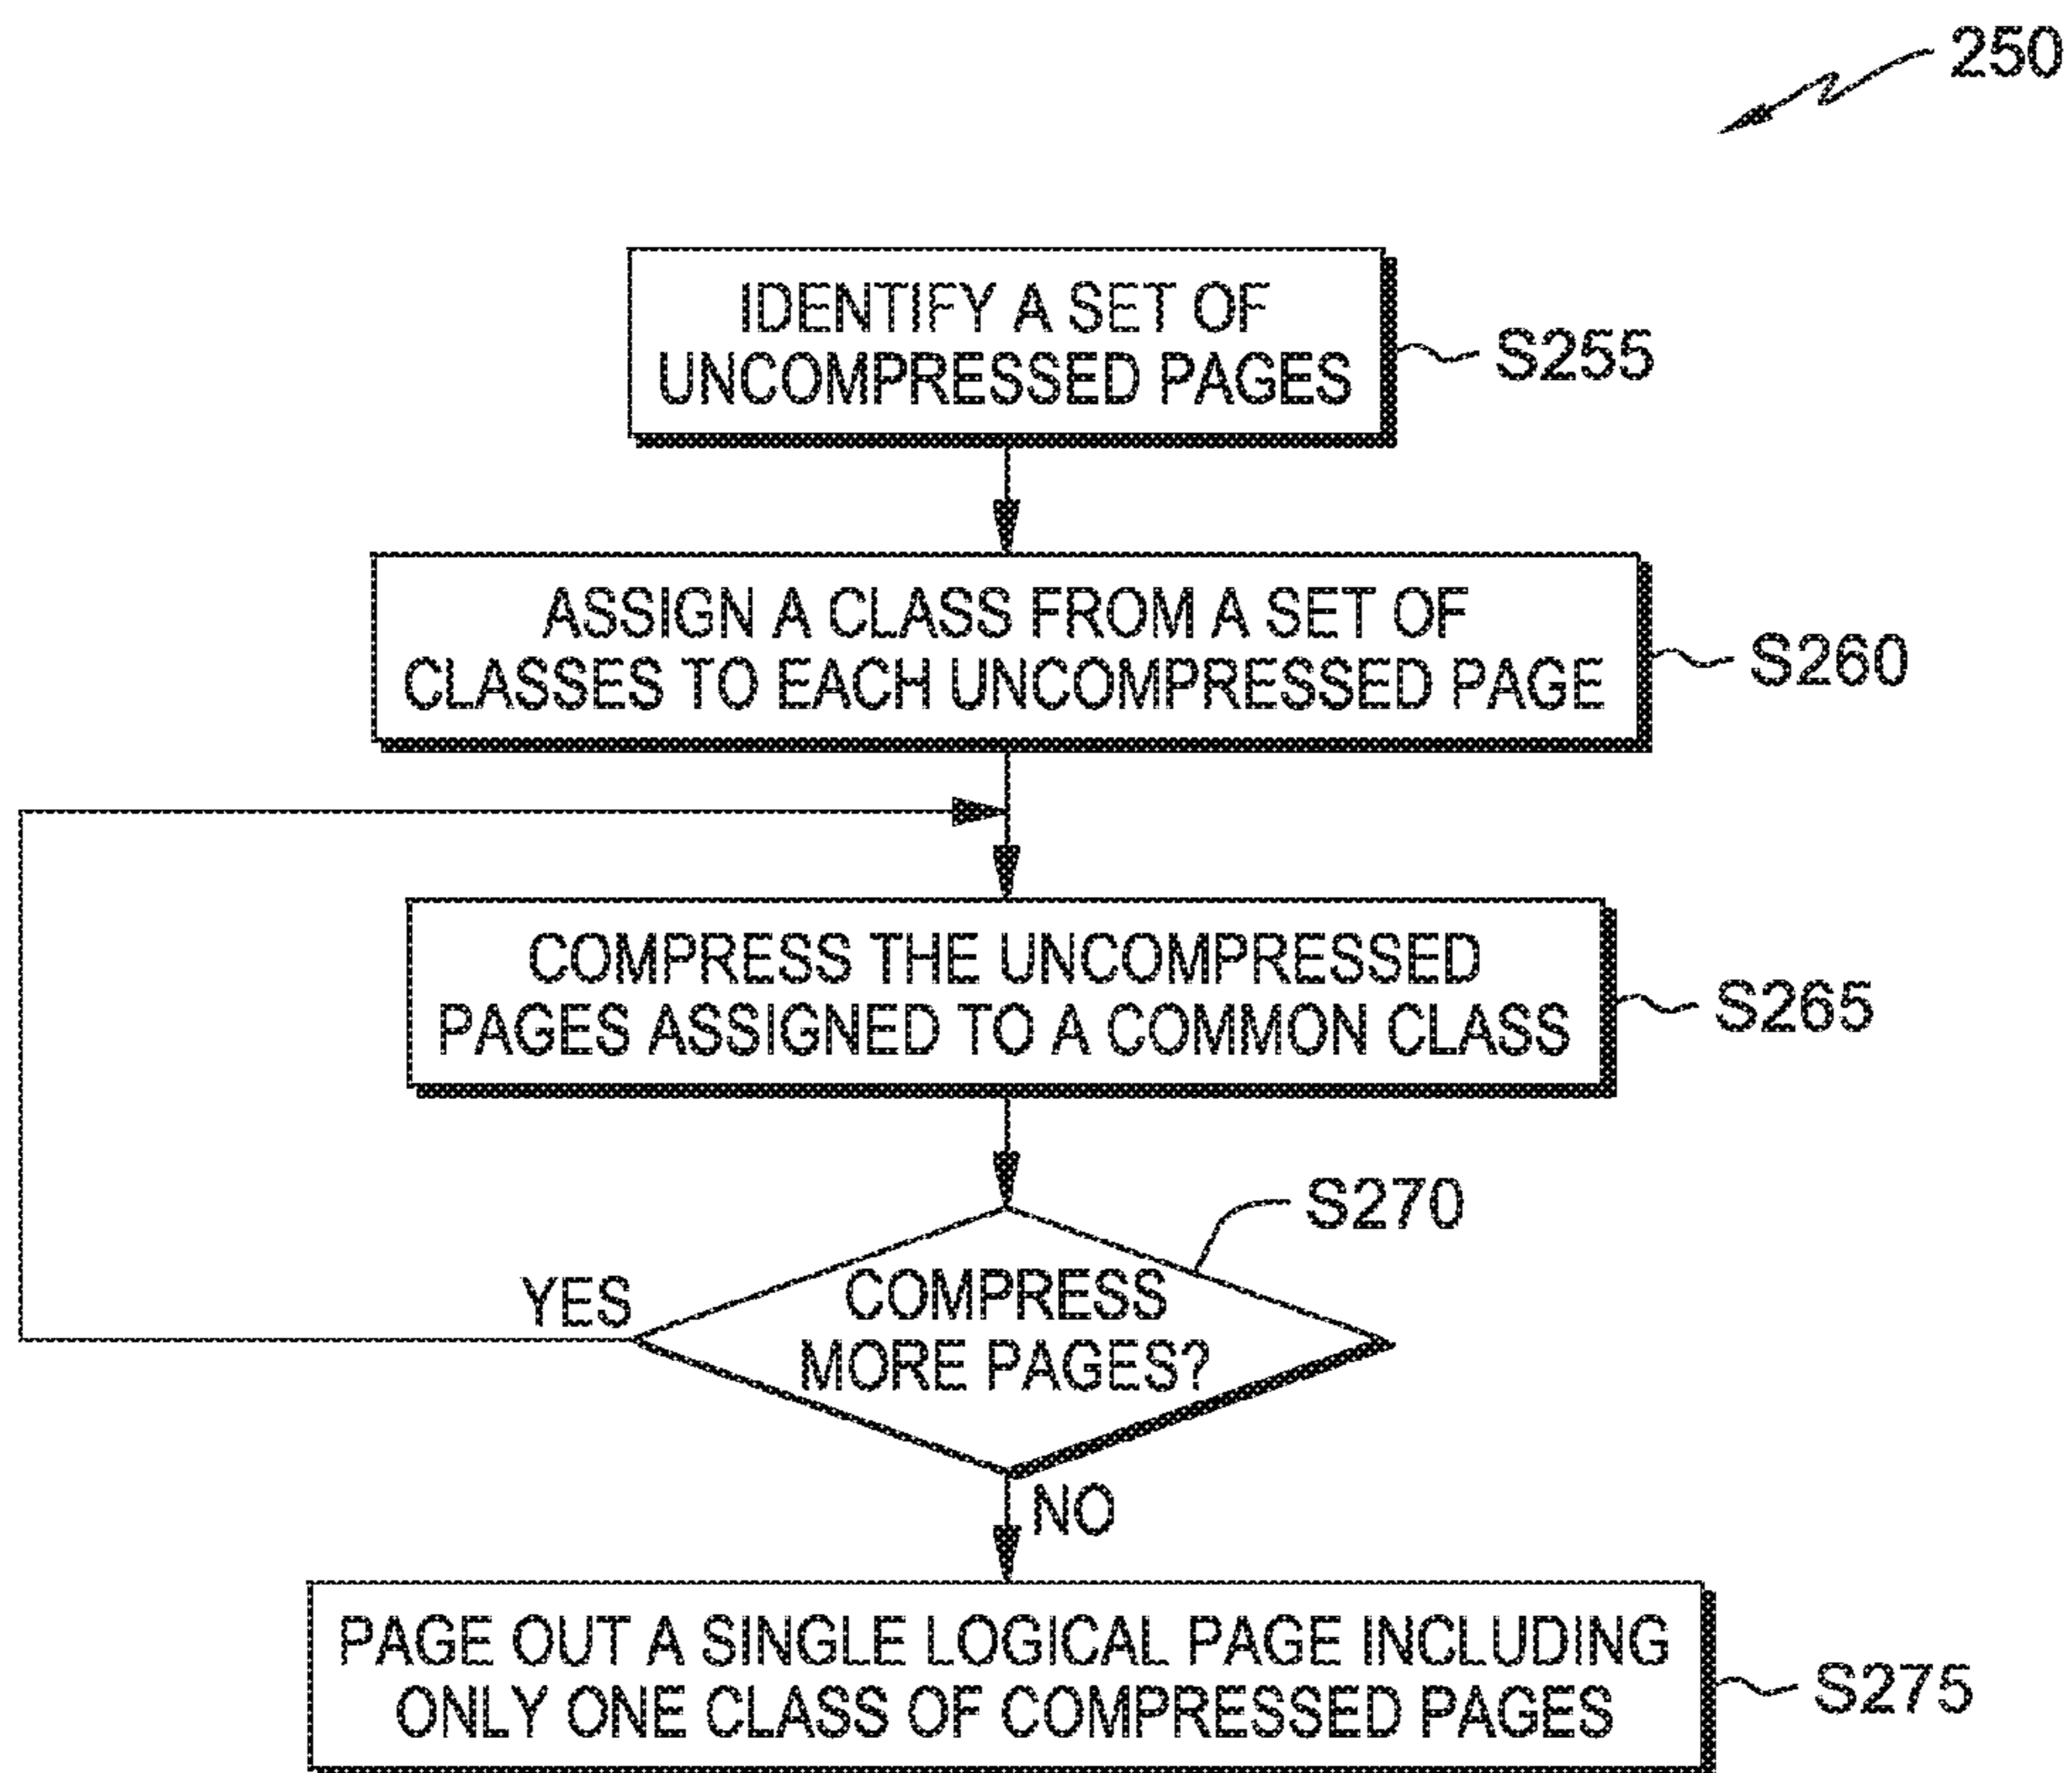 250
IDENTIFY A SET OF
UNCOMPRESSED PAGES
S255
ASSIGN A CLASS FROM A SET OF
CLASSES TO EACH UNCOMPRESSED PAGE
S260
COMPRESS THE UNCOMPRESSED
PAGES ASSIGNED TO A COMMON CLASS
S265
S270
YES
COMPRESS
MORE PAGES?
NO
PAGE OUT A SINGLE LOGICAL PAGE INCLUDING
ONLY ONE CLASS OF COMPRESSED PAGES
S275